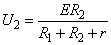 U₂ = ER₂ / (R₁ + R₂ + r)